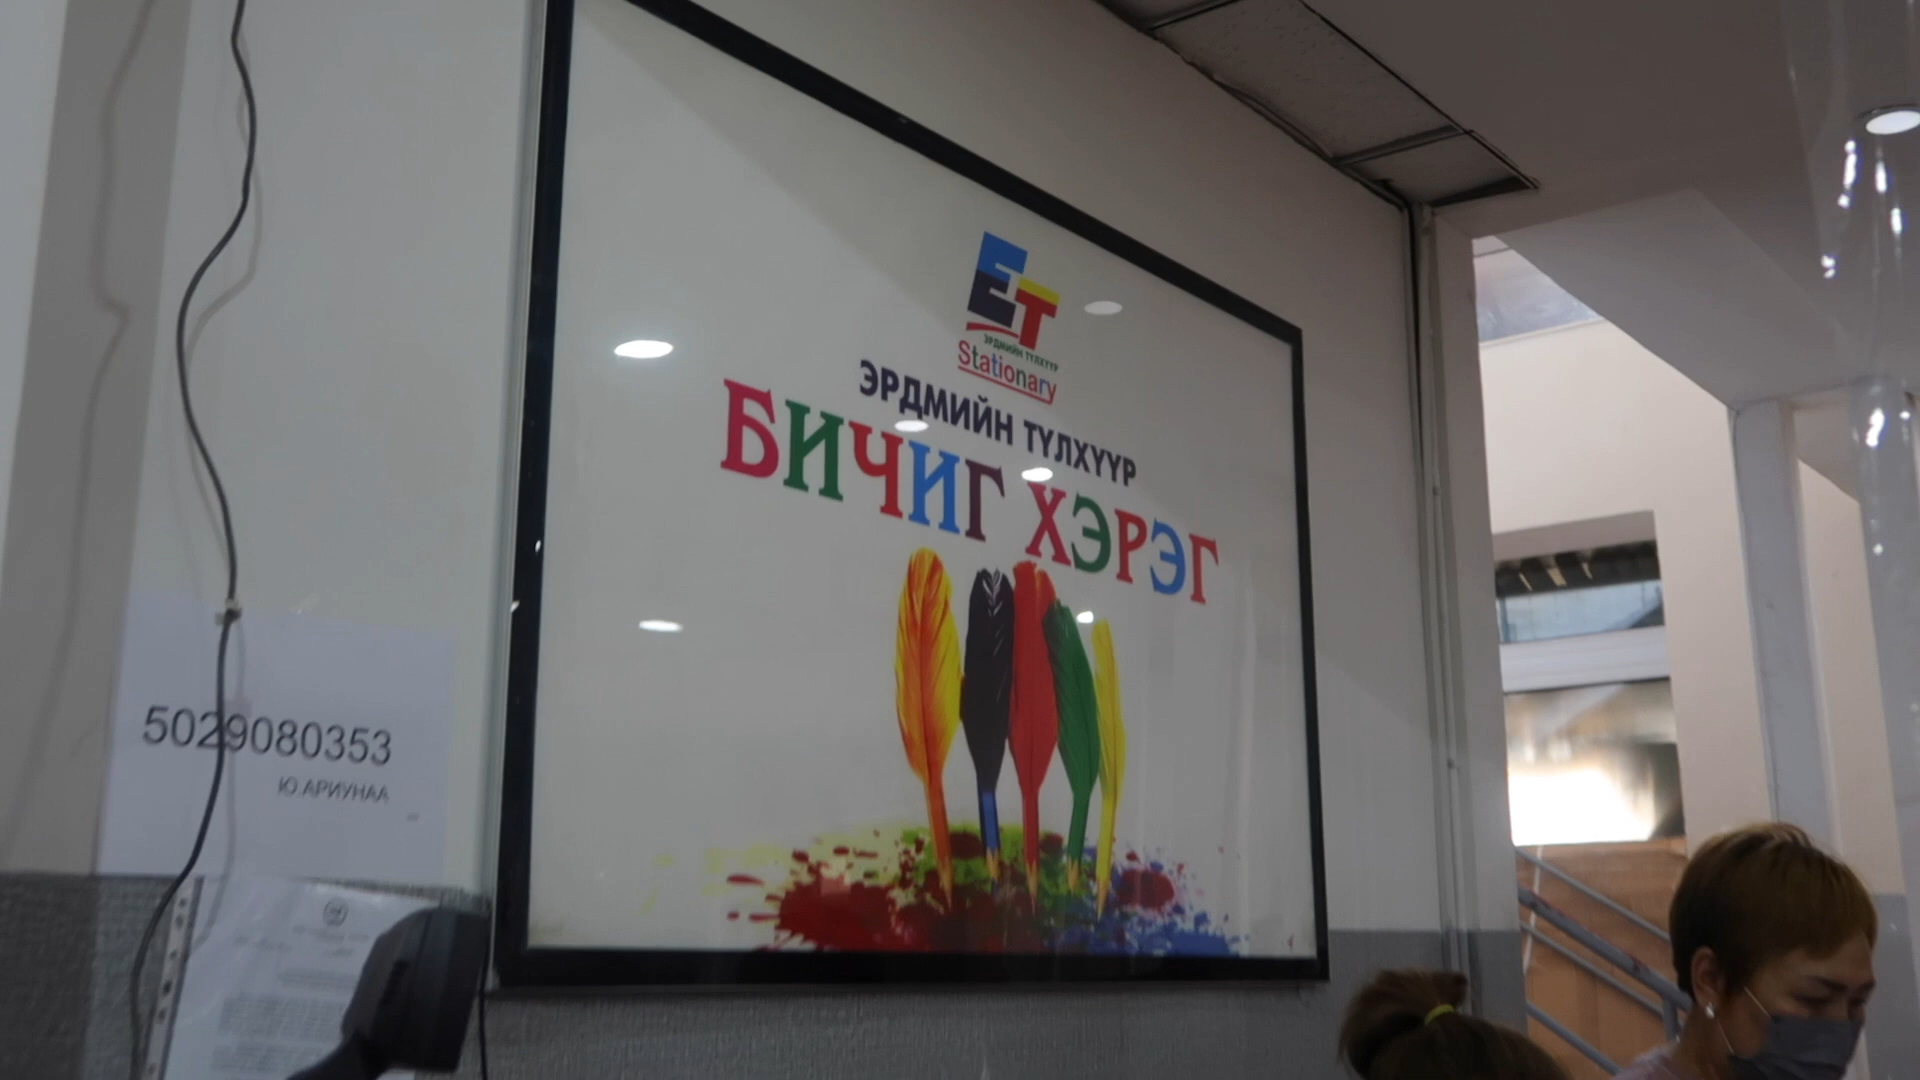 ET
ЭРДМИЙН ТҮЛХҮҮР
Stationary
ЭРДМИЙН ТҮЛХҮҮР
БИЧИГ ХЭРЭГ
5029080353
Ю.АРИУНАА